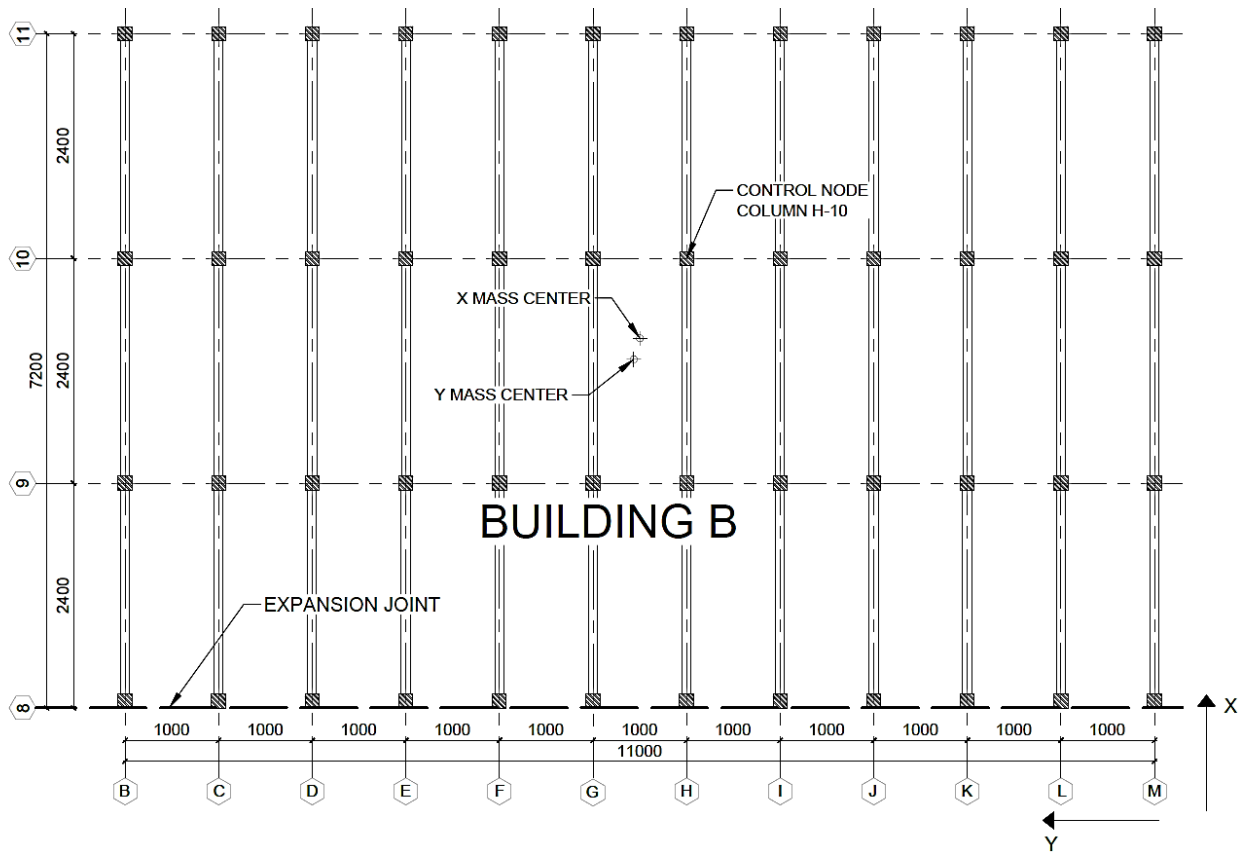 11
2400
CONTROL NODE
COLUMN H-10
10
X MASS CENTER
7200
2400
Y MASS CENTER
9
BUILDING B
2400
EXPANSION JOINT
8
X
1000 1000 1000 1000 1000 1000 1000 1000 1000 1000 1000
11000
B C D E F G H I J K L M
Y